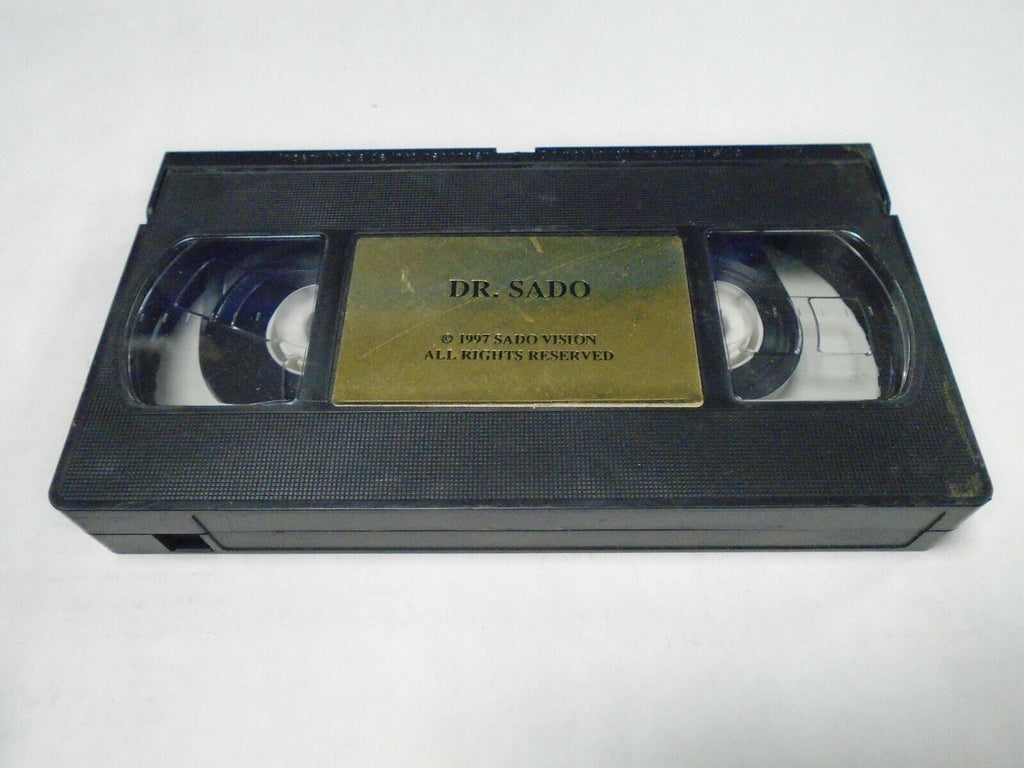 DR. SADO
© 1997 SADO VISION
ALL RIGHTS RESERVED